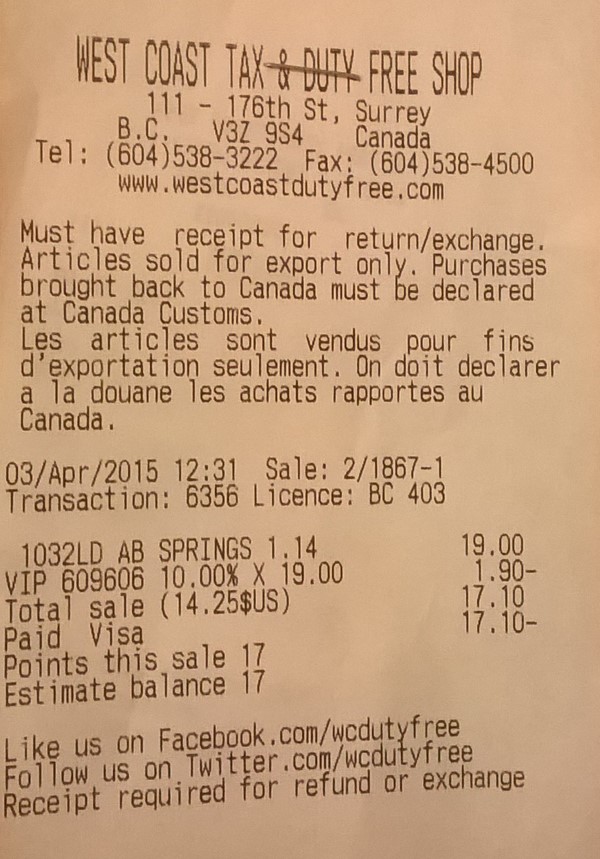 WEST COAST TAX & DUTY FREE SHOP
111 - 176th St, Surrey
B.C. V3Z 9S4 Canada
Tel: (604)538-3222 Fax: (604)538-4500
www.westcoastdutyfree.com
Must have receipt for return/exchange.
Articles sold for export only. Purchases
brought back to Canada must be declared
at Canada Customs.
Les articles sont vendus pour fins
d'exportation seulement. On doit declarer
a la douane les achats rapportes au
Canada.
03/Apr/2015 12:31 Sale: 2/1867-1
Transaction: 6356 Licence: BC 403
1032LD AB SPRINGS 1.14 19.00
VIP 609606 10.00% X 19.00 1.90-
Total sale (14.25$US) 17.10
Paid Visa 17.10-
Points this sale 17
Estimate balance 17
Like us on Facebook.com/wcdutyfree
Follow us on Twitter.com/wcdutyfree
Receipt required for refund or exchange